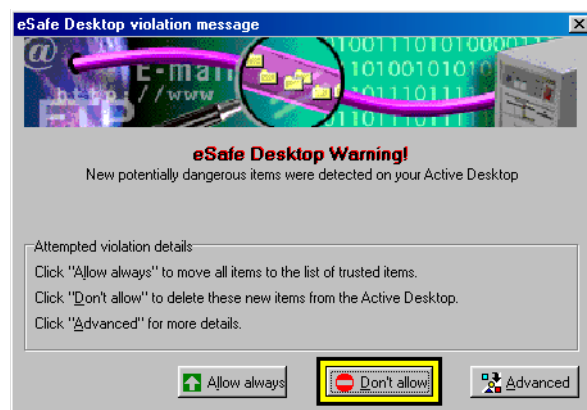 eSafe Desktop violation message
@
E-mail
http://www
FTP
eSafe Desktop Warning!
New potentially dangerous items were detected on your Active Desktop
Attempted violation details
Click "Allow always" to move all items to the list of trusted items.
Click "Don't allow" to delete these new items from the Active Desktop.
Click "Advanced" for more details.
Allow always
Don't allow
Advanced